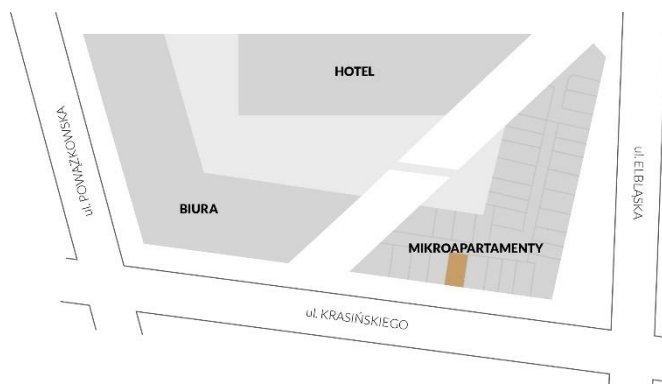 HOTEL
ul. POWĄZKOWSKA
ul. ELBLĄSKA
BIURA
MIKROAPARTAMENTY
ul. KRASIŃSKIEGO